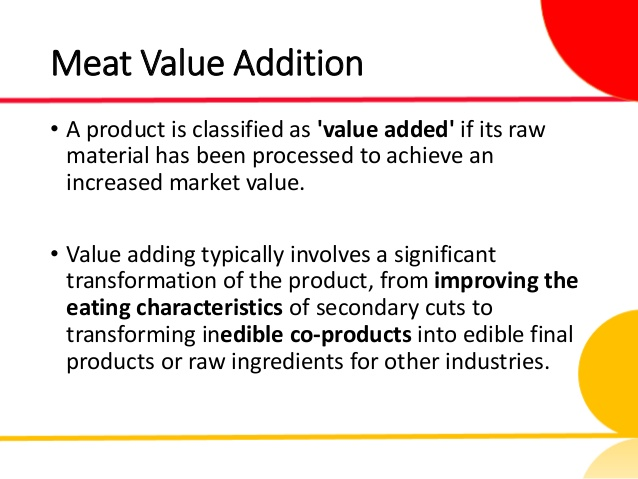 Meat Value Addition
• A product is classified as 'value added' if its raw
material has been processed to achieve an
increased market value.
• Value adding typically involves a significant
transformation of the product, from improving the
eating characteristics of secondary cuts to
transforming inedible co-products into edible final
products or raw ingredients for other industries.